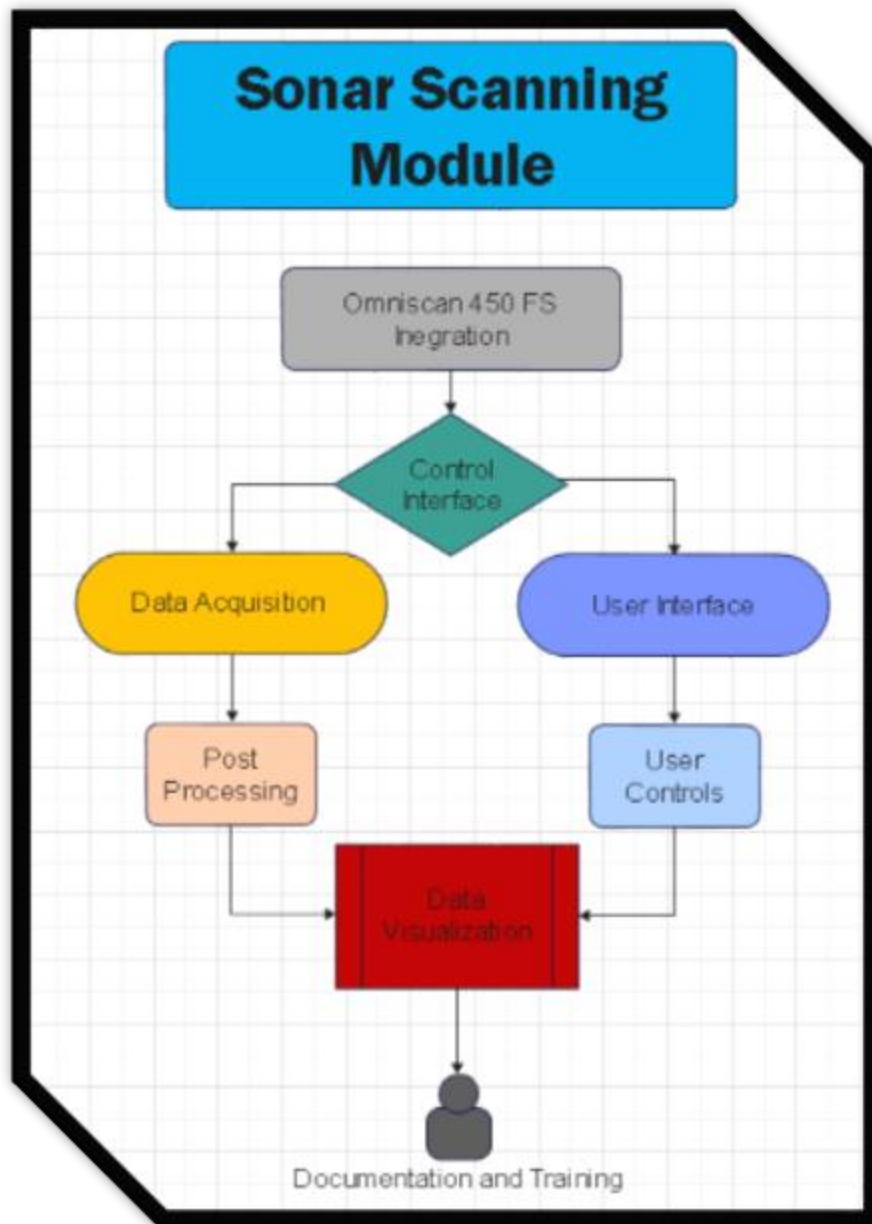 Sonar Scanning
Module
Omniscan 450 FS
Inegration
Control
Interface
Data Acquisition
User Interface
Post
Processing
User
Controls
Data
Visualization
Documentation and Training